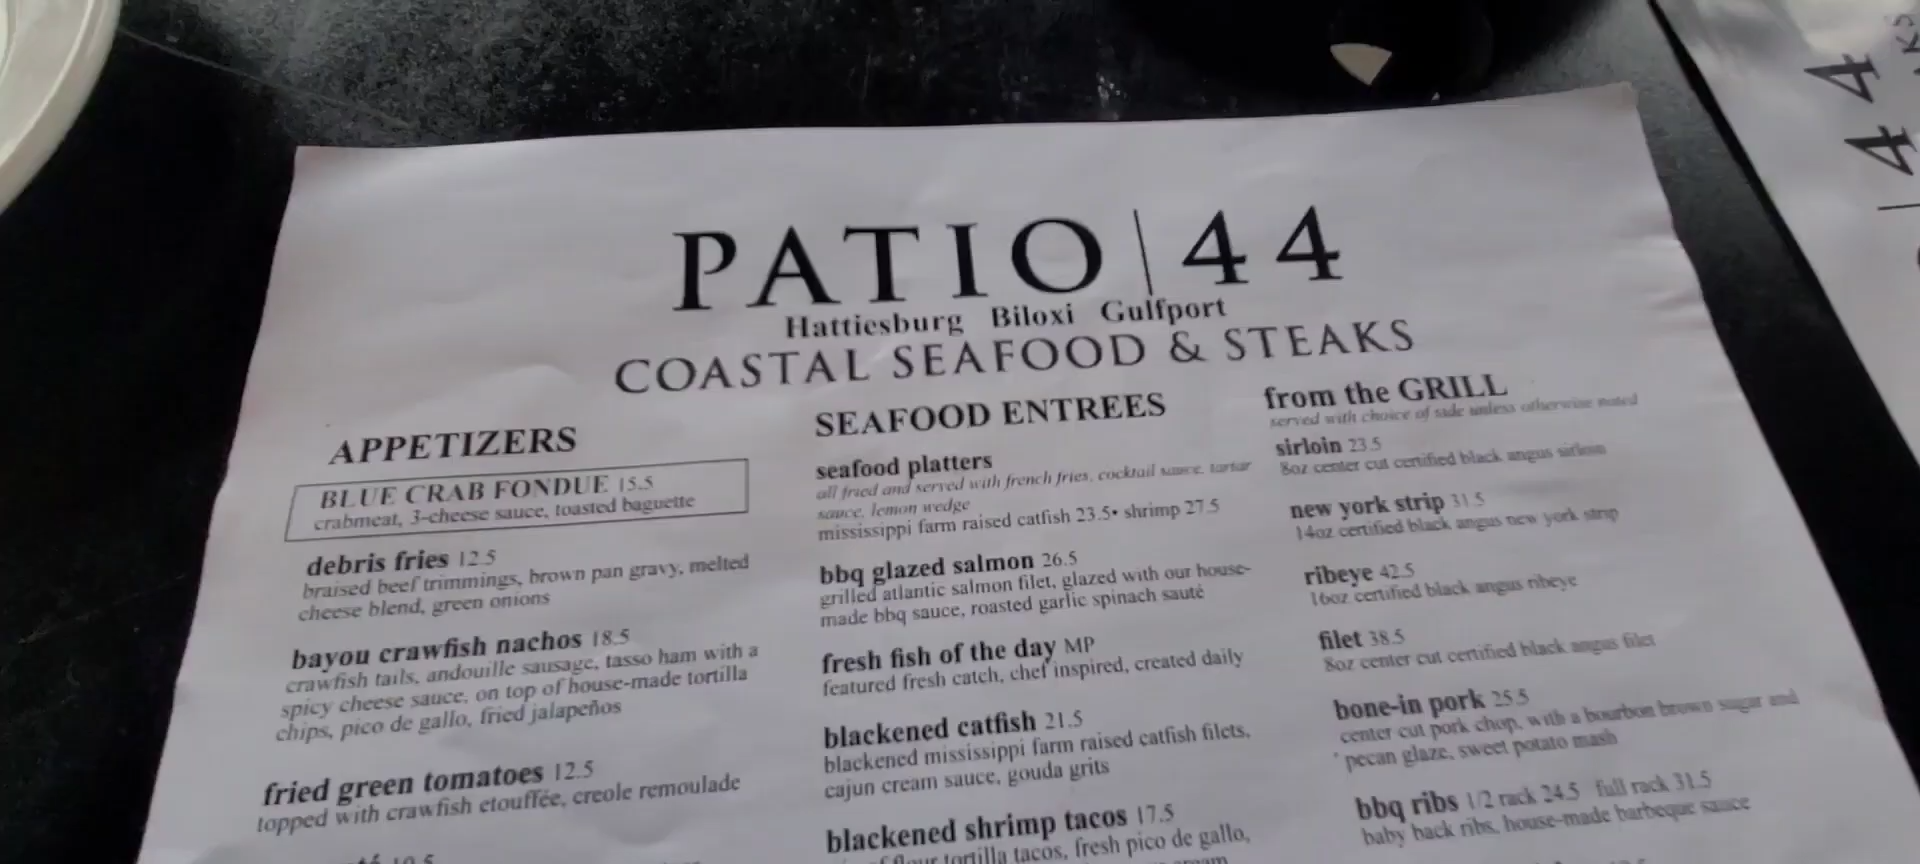 PATIO | 44
Hattiesburg Biloxi Gulfport
COASTAL SEAFOOD & STEAKS
APPETIZERS
BLUE CRAB FONDUE 15.5
crabmeat, 3-cheese sauce, toasted baguette
debris fries 12.5
braised beef trimmings, brown pan gravy, melted
cheese blend, green onions
bayou crawfish nachos 18.5
crawfish tails, andouille sausage, tasso ham with a
spicy cheese sauce, on top of house-made tortilla
chips, pico de gallo, fried jalapeños
fried green tomatoes 12.5
topped with crawfish etouffée, creole remoulade
SEAFOOD ENTREES
seafood platters
all fried and served with french fries, cocktail sauce, tartar
sauce, lemon wedge
mississippi farm raised catfish 23.5• shrimp 27.5
bbq glazed salmon 26.5
grilled atlantic salmon filet, glazed with our house-
made bbq sauce, roasted garlic spinach sauté
fresh fish of the day MP
featured fresh catch, chef inspired, created daily
blackened catfish 21.5
blackened mississippi farm raised catfish filets,
cajun cream sauce, gouda grits
blackened shrimp tacos 17.5
flour tortilla tacos, fresh pico de gallo,
from the GRILL
served with choice of side unless otherwise noted
sirloin 23.5
8oz center cut certified black angus sirloin
new york strip 31.5
14oz certified black angus new york strip
ribeye 42.5
16oz certified black angus ribeye
filet 38.5
8oz center cut certified black angus filet
bone-in pork 25.5
center cut pork chop, with a bourbon brown sugar and
pecan glaze, sweet potato mash
bbq ribs 1/2 rack 24.5 full rack 31.5
baby back ribs, house-made barbeque sauce
44